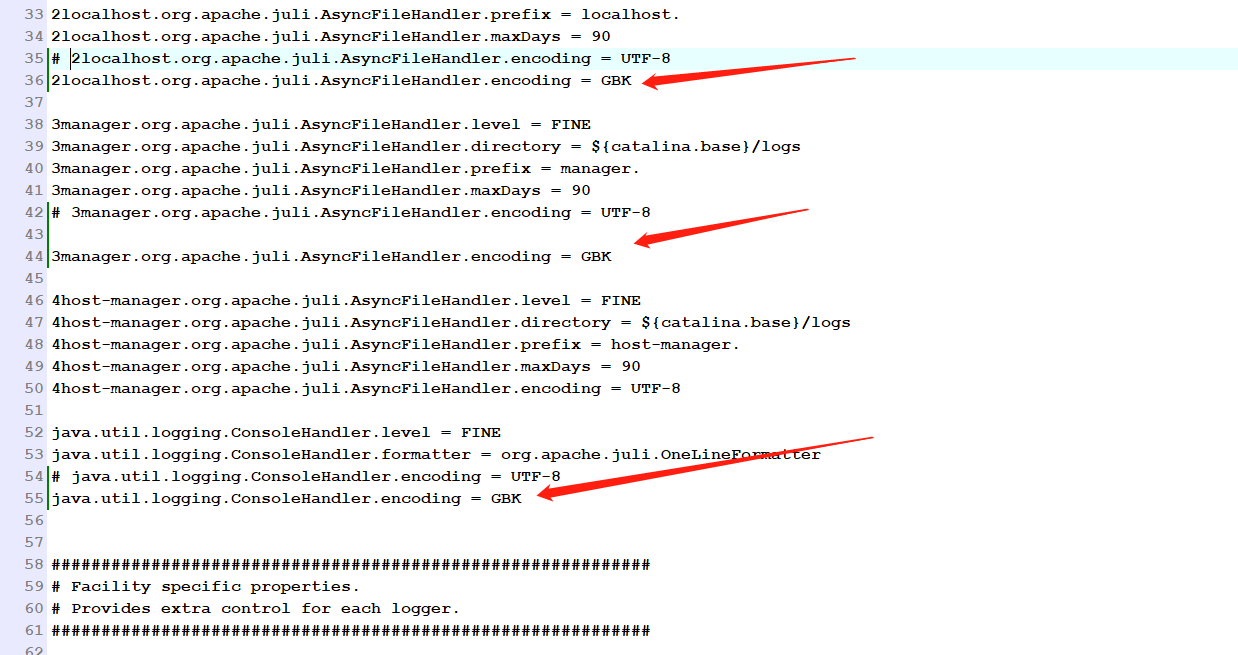 33 2localhost.org.apache.juli.AsyncFileHandler.prefix = localhost.
34 2localhost.org.apache.juli.AsyncFileHandler.maxDays = 90
35 # 2localhost.org.apache.juli.AsyncFileHandler.encoding = UTF-8
36 2localhost.org.apache.juli.AsyncFileHandler.encoding = GBK
37
38 3manager.org.apache.juli.AsyncFileHandler.level = FINE
39 3manager.org.apache.juli.AsyncFileHandler.directory = ${catalina.base}/logs
40 3manager.org.apache.juli.AsyncFileHandler.prefix = manager.
41 3manager.org.apache.juli.AsyncFileHandler.maxDays = 90
42 # 3manager.org.apache.juli.AsyncFileHandler.encoding = UTF-8
43
44 3manager.org.apache.juli.AsyncFileHandler.encoding = GBK
45
46 4host-manager.org.apache.juli.AsyncFileHandler.level = FINE
47 4host-manager.org.apache.juli.AsyncFileHandler.directory = ${catalina.base}/logs
48 4host-manager.org.apache.juli.AsyncFileHandler.prefix = host-manager.
49 4host-manager.org.apache.juli.AsyncFileHandler.maxDays = 90
50 4host-manager.org.apache.juli.AsyncFileHandler.encoding = UTF-8
51
52 java.util.logging.ConsoleHandler.level = FINE
53 java.util.logging.ConsoleHandler.formatter = org.apache.juli.OneLineFormatter
54 # java.util.logging.ConsoleHandler.encoding = UTF-8
55 java.util.logging.ConsoleHandler.encoding = GBK
56
57
58 ############################################################
59 # Facility specific properties.
60 # Provides extra control for each logger.
61 ############################################################
62